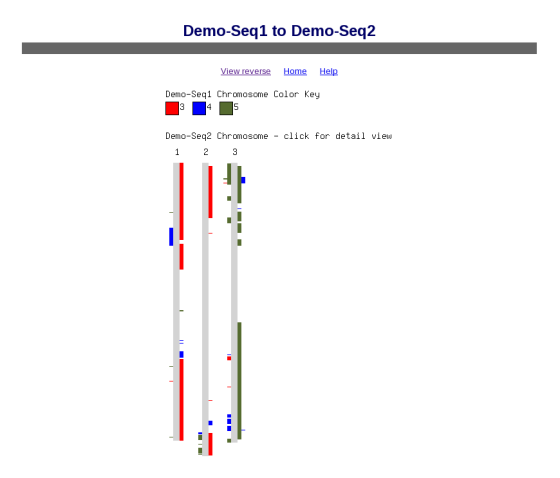 Demo-Seq1 to Demo-Seq2
View reverse Home Help
Demo-Seq1 Chromosome Color Key
3 4 5
Demo-Seq2 Chromosome - click for detail view
1 2 3